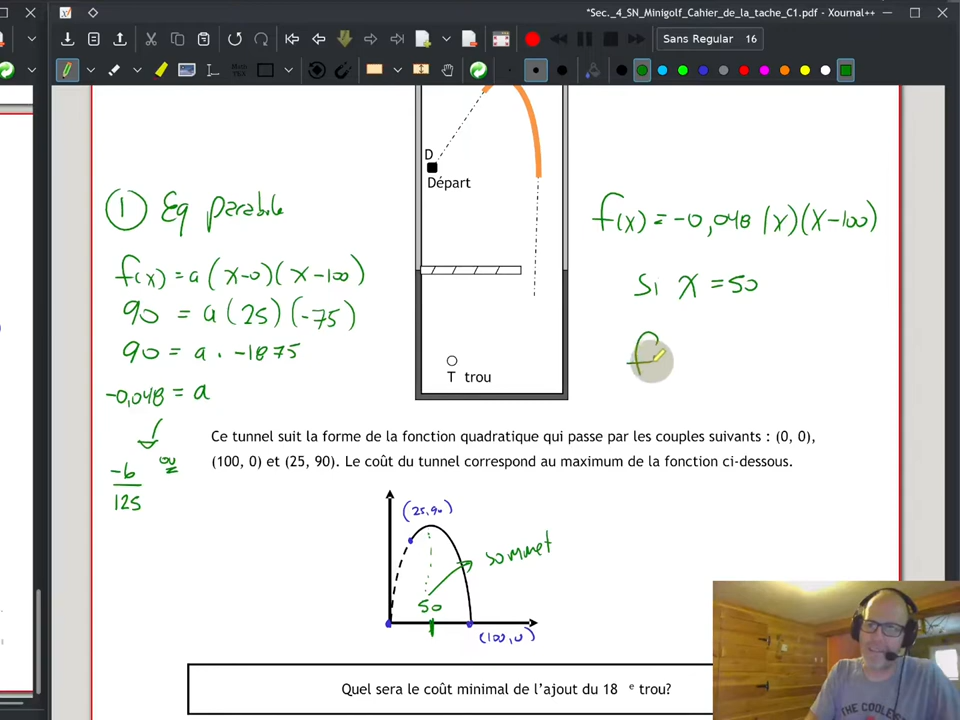 *Sec._4_SN_Minigolf_Cahier_de_la_tache_C1.pdf - Xournal++
Sans Regular 16
D
Départ
T trou
1 Eq parabole
f(x) = a (x-0)(x-100)
90 = a(25)(-75)
90 = a · -1875
-0,048 = a
ou
-6
125
f(x) = -0,048 (x)(x-100)
Si x = 50
f
Ce tunnel suit la forme de la fonction quadratique qui passe par les couples suivants : (0, 0),
(100, 0) et (25, 90). Le coût du tunnel correspond au maximum de la fonction ci-dessous.
(25,90)
sommet
50
(100,0)
Quel sera le coût minimal de l'ajout du 18 e trou?
THE COOLEST